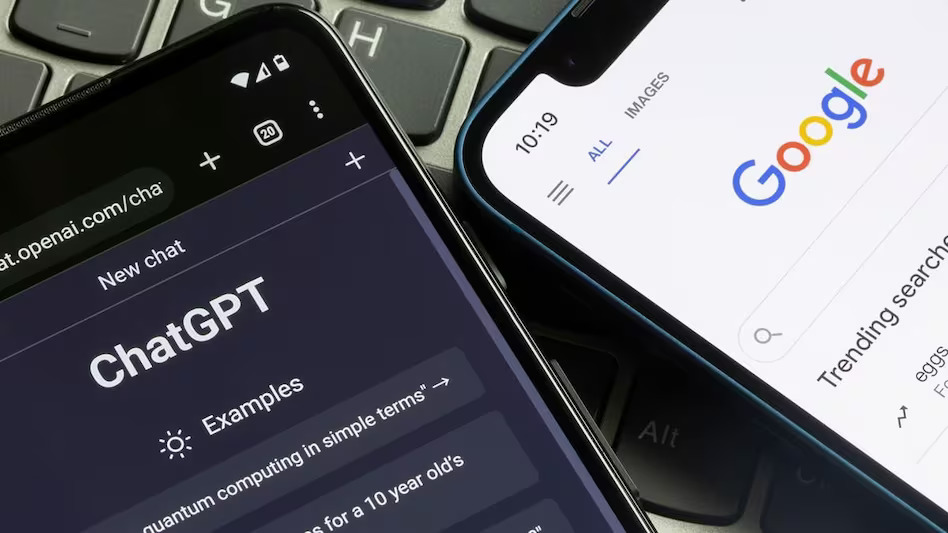 G
H
20
at.openai.com/cha
New chat
ChatGPT
Examples
quantum computing in simple terms" →
for a 10 year old's
10:19
ALL
IMAGES
Google
Trending searche
eggs
Alt